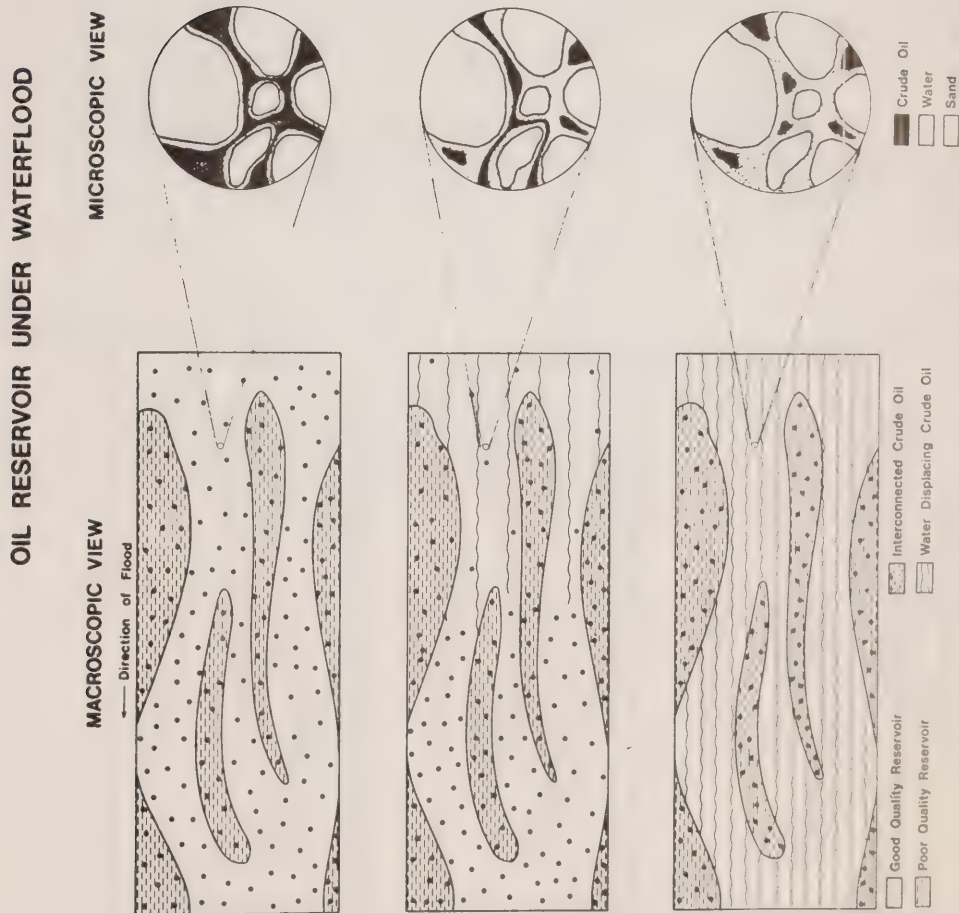 OIL RESERVOIR UNDER WATERFLOOD
MACROSCOPIC VIEW
MICROSCOPIC VIEW
← Direction of Flood
Good Quality Reservoir
Poor Quality Reservoir
Interconnected Crude Oil
Water Displacing Crude Oil
Crude Oil
Water
Sand